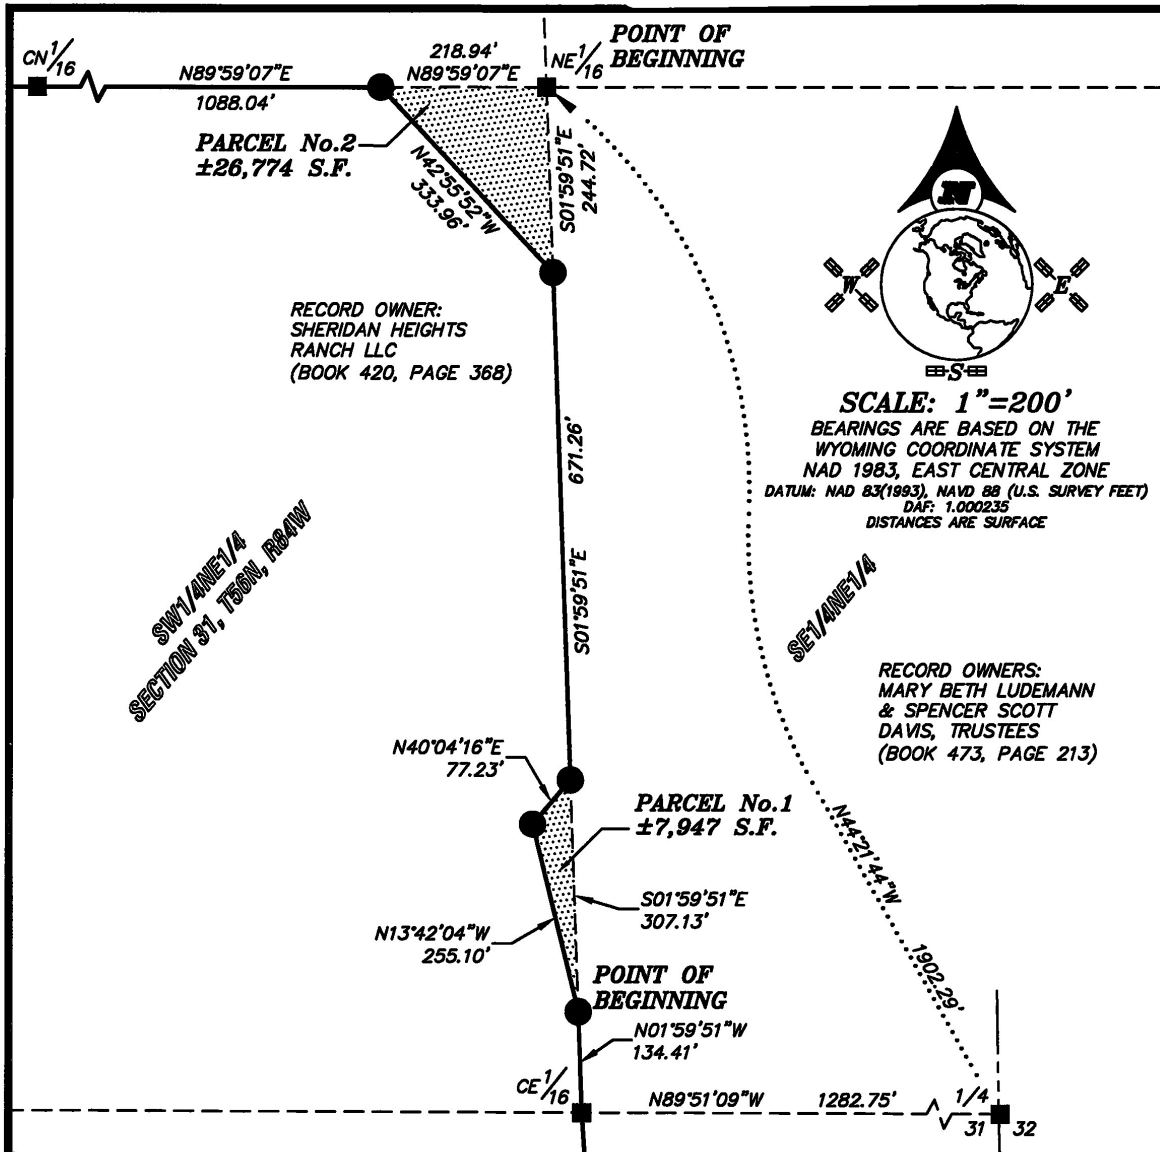 CN 1/16
N89°59'07"E
1088.04'
218.94'
N89°59'07"E
NE 1/16
POINT OF
BEGINNING
PARCEL No.2
±26,774 S.F.
N42°55'52"W
333.96'
S01°59'51"E
244.72'
N
W
E
S
RECORD OWNER:
SHERIDAN HEIGHTS
RANCH LLC
(BOOK 420, PAGE 368)
SCALE: 1"=200'
BEARINGS ARE BASED ON THE
WYOMING COORDINATE SYSTEM
NAD 1983, EAST CENTRAL ZONE
DATUM: NAD 83(1993), NAVD 88 (U.S. SURVEY FEET)
DAF: 1.000235
DISTANCES ARE SURFACE
671.26'
S01°59'51"E
SW1/4NE1/4
SECTION 31, T56N, R84W
SE1/4NE1/4
RECORD OWNERS:
MARY BETH LUDEMANN
& SPENCER SCOTT
DAVIS, TRUSTEES
(BOOK 473, PAGE 213)
N40°04'16"E
77.23'
PARCEL No.1
±7,947 S.F.
N44°21'44"W
1902.29'
S01°59'51"E
307.13'
N13°42'04"W
255.10'
POINT OF
BEGINNING
N01°59'51"W
134.41'
CE 1/16
N89°51'09"W
1282.75'
1/4
31
32